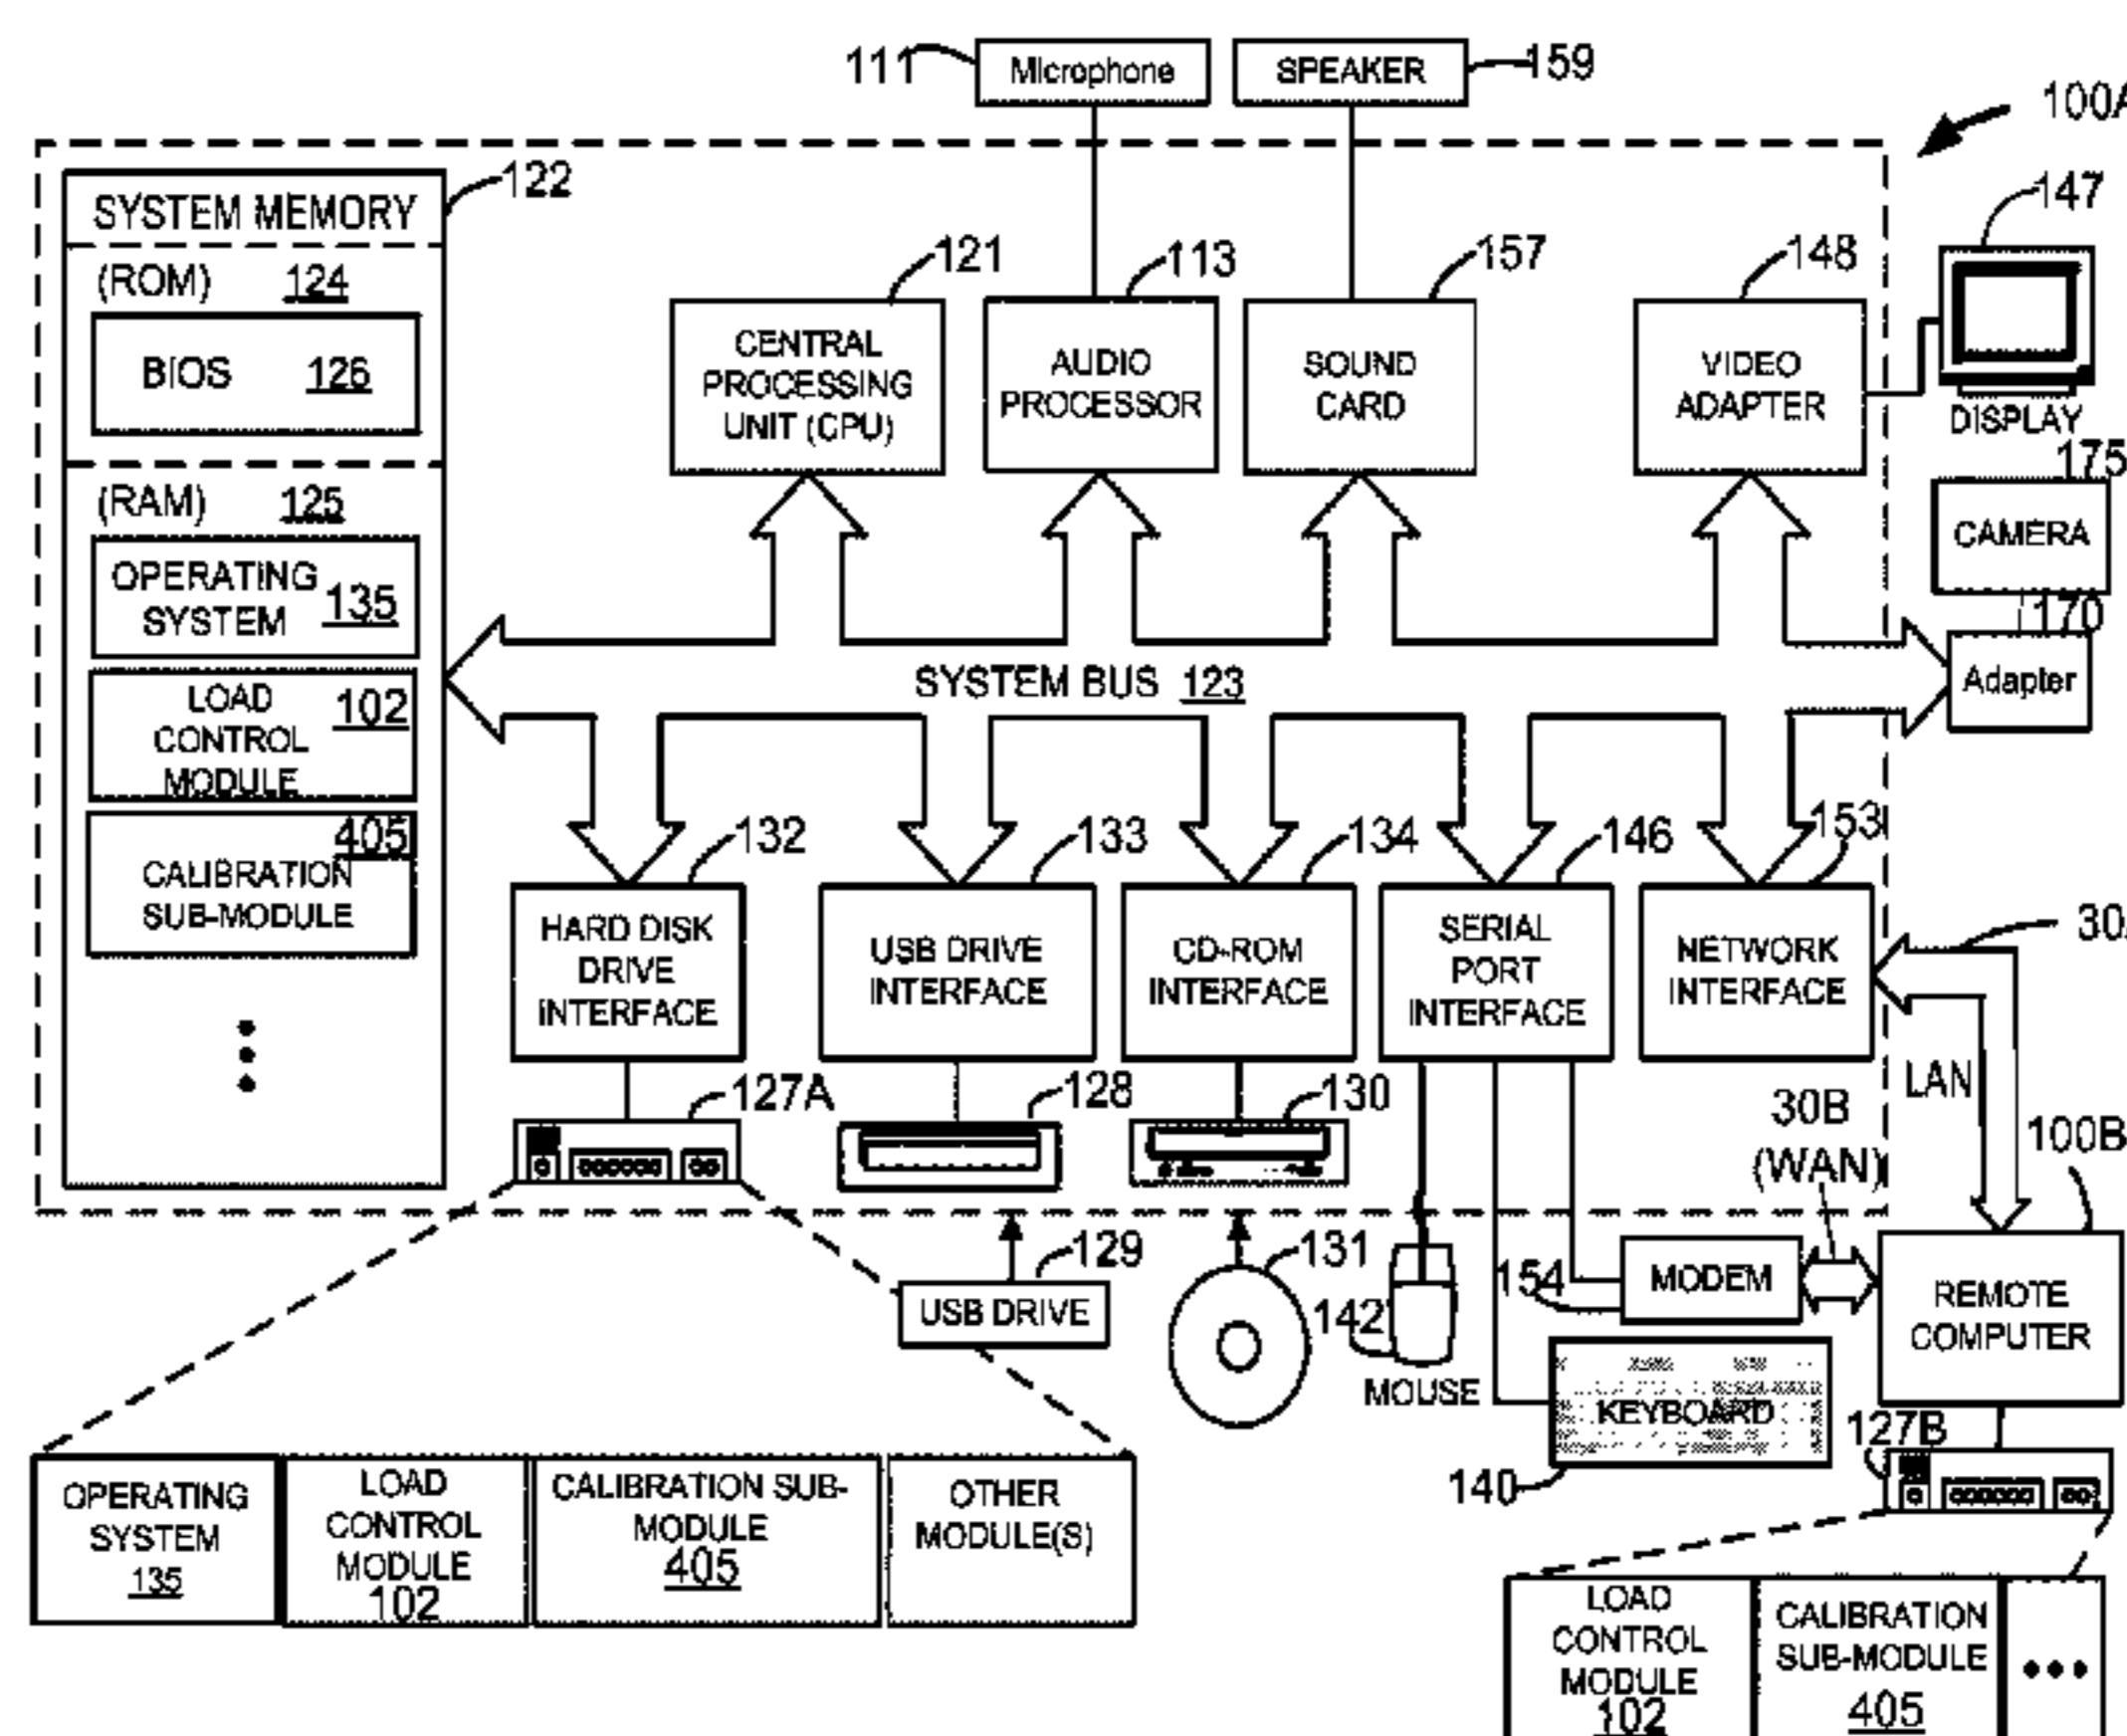 111
Microphone
SPEAKER
159
100A
SYSTEM MEMORY
122
(ROM) 124
BIOS 126
(RAM) 125
OPERATING
SYSTEM 135
LOAD
CONTROL
MODULE
102
405
CALIBRATION
SUB-MODULE
121
CENTRAL
PROCESSING
UNIT (CPU)
113
AUDIO
PROCESSOR
157
SOUND
CARD
148
VIDEO
ADAPTER
147
DISPLAY
175
CAMERA
170
Adapter
SYSTEM BUS 123
132
HARD DISK
DRIVE
INTERFACE
133
USB DRIVE
INTERFACE
134
CD-ROM
INTERFACE
146
SERIAL
PORT
INTERFACE
153
NETWORK
INTERFACE
30A
LAN
127A
128
130
30B
(WAN)
100B
129
USB DRIVE
131
142
MOUSE
154
MODEM
REMOTE
COMPUTER
KEYBOARD
140
127B
OPERATING
SYSTEM
135
LOAD
CONTROL
MODULE
102
CALIBRATION SUB-
MODULE
405
OTHER
MODULE(S)
LOAD
CONTROL
MODULE
102
CALIBRATION
SUB-MODULE
405